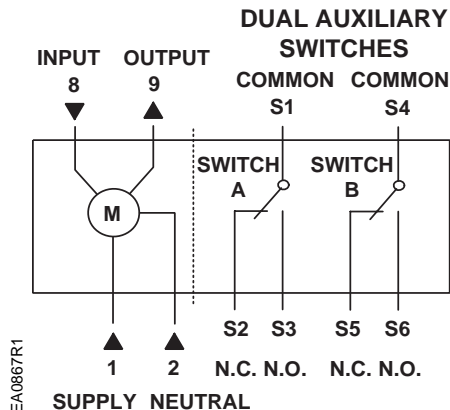 DUAL AUXILIARY
SWITCHES
INPUT OUTPUT
8 9
COMMON COMMON
S1 S4
SWITCH
A
SWITCH
B
M
S2 S3 S5 S6
1 2 N.C. N.O. N.C. N.O.
SUPPLY NEUTRAL
EA0867R1